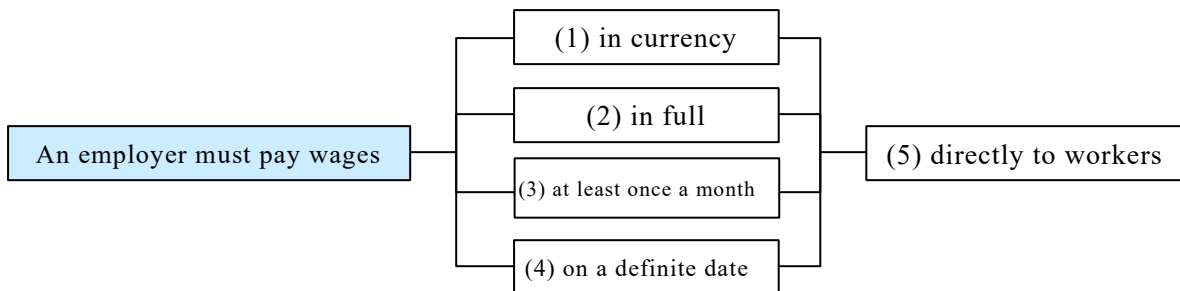 An employer must pay wages
(1) in currency
(2) in full
(3) at least once a month
(4) on a definite date
(5) directly to workers